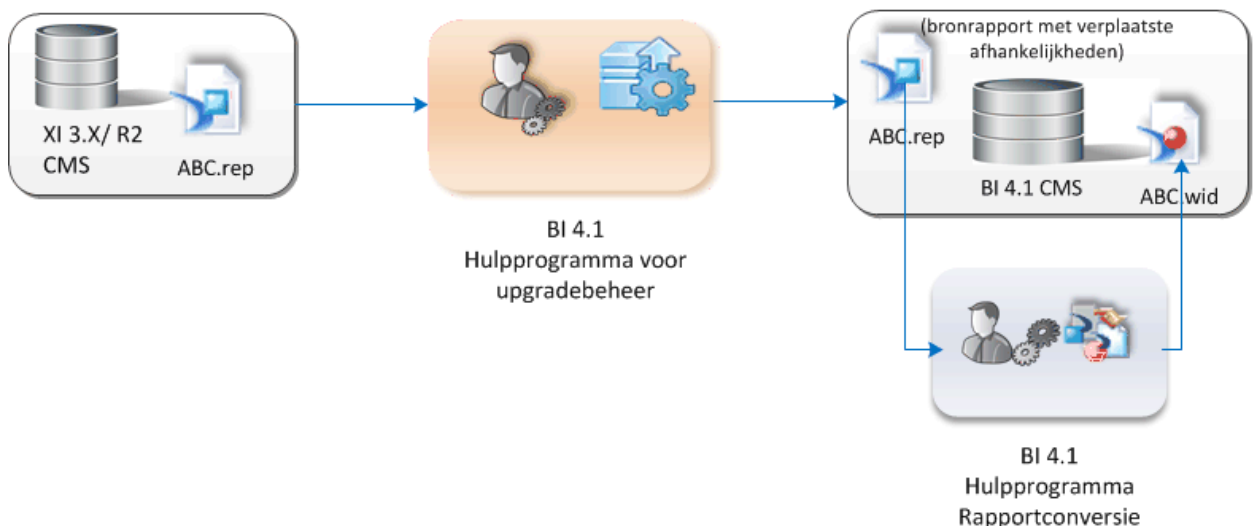 XI 3.X/ R2
CMS
ABC.rep
BI 4.1
Hulpprogramma voor
upgradebeheer
(bronrapport met verplaatste
afhankelijkheden)
ABC.rep
BI 4.1 CMS
ABC.wid
BI 4.1
Hulpprogramma
Rapportconversie